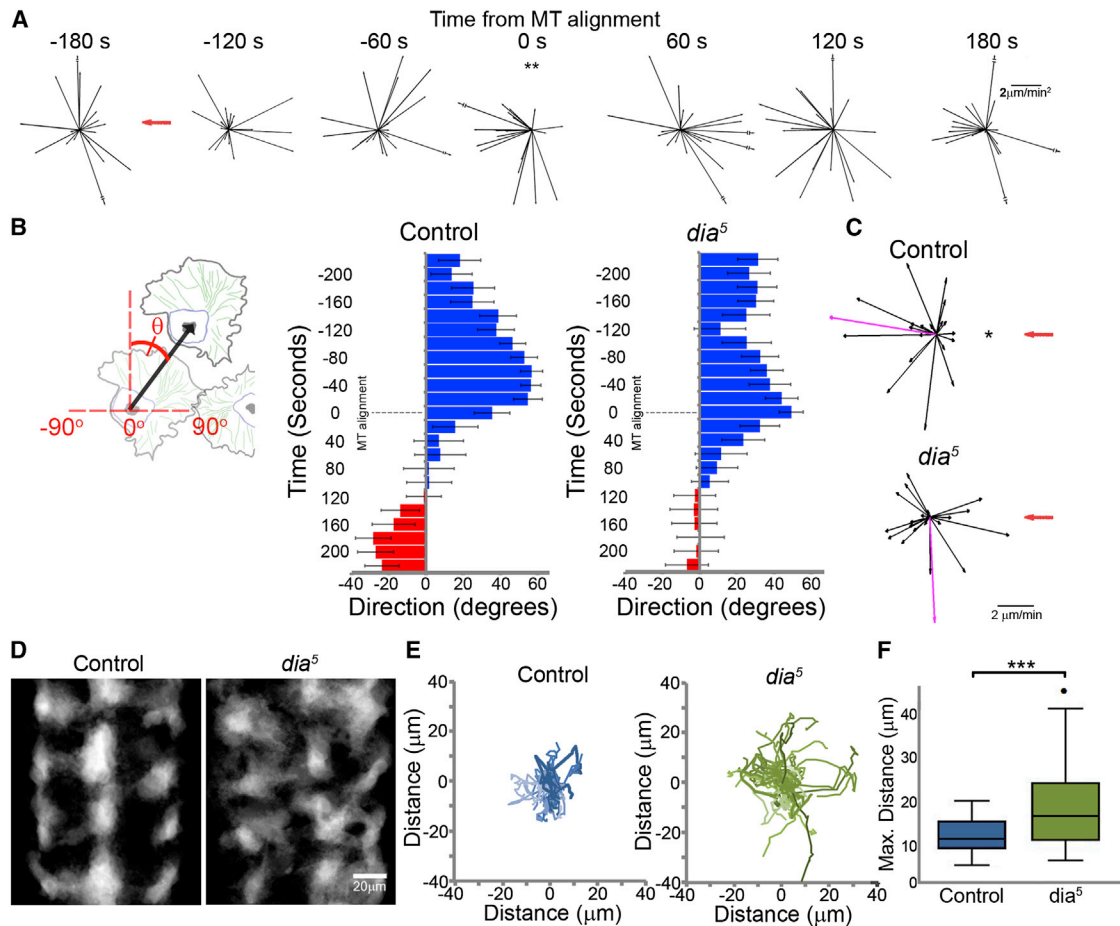 A
Time from MT alignment
-180 s
-120 s
-60 s
0 s
60 s
120 s
180 s
**
2μm/min²
B
θ
-90°
0°
90°
Control
Time (Seconds)
-200
-160
-120
-80
-40
0
40
80
120
160
200
MT alignment
-40
-20
0
20
40
60
Direction (degrees)
dia⁵
Time (Seconds)
-200
-160
-120
-80
-40
0
40
80
120
160
200
MT alignment
-40
-20
0
20
40
60
Direction (degrees)
C
Control
*
dia⁵
2 μm/min
D
Control
dia⁵
20μm
E
Control
Distance (μm)
40
20
0
-20
-40
-40
-20
0
20
40
Distance (μm)
dia⁵
Distance (μm)
40
20
0
-20
-40
-40
-20
0
20
40
Distance (μm)
F
***
Max. Distance (μm)
40
30
20
10
0
Control
dia⁵